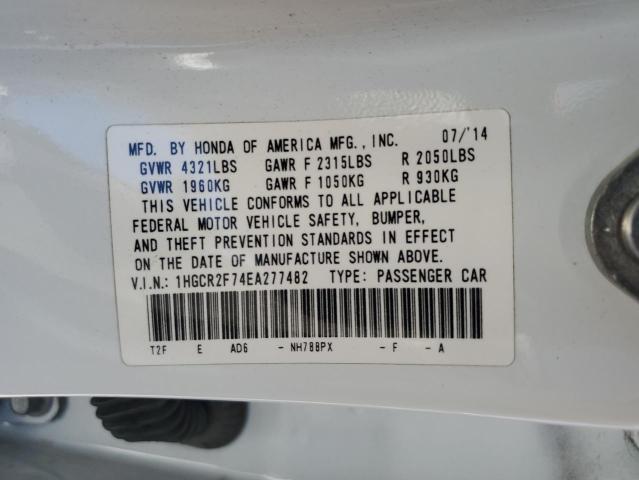 MFD. BY HONDA OF AMERICA MFG., INC. 07/'14
GVWR 4321LBS GAWR F 2315LBS R 2050LBS
GVWR 1960KG GAWR F 1050KG R 930KG
THIS VEHICLE CONFORMS TO ALL APPLICABLE
FEDERAL MOTOR VEHICLE SAFETY, BUMPER,
AND THEFT PREVENTION STANDARDS IN EFFECT
ON THE DATE OF MANUFACTURE SHOWN ABOVE.
V.I.N.: 1HGCR2F74EA277482 TYPE: PASSENGER CAR
T2F E AD6 - NH788PX - F - A